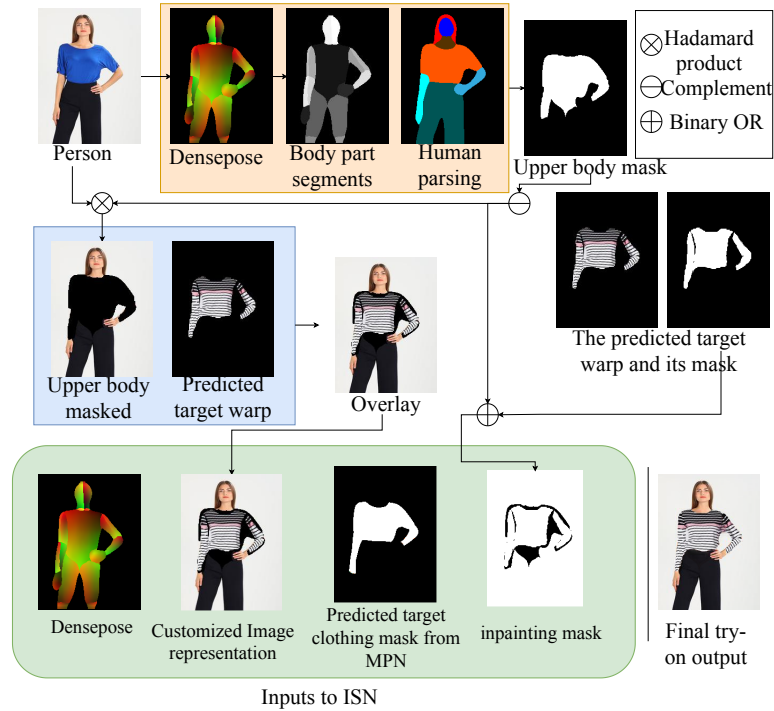 Hadamard
product
Complement
Binary OR
Person
Densepose
Body part
segments
Human
parsing
Upper body mask
The predicted target
warp and its mask
Upper body
masked
Predicted
target warp
Overlay
Densepose
Customized Image
representation
Predicted target
clothing mask from
MPN
inpainting mask
Final try-
on output
Inputs to ISN